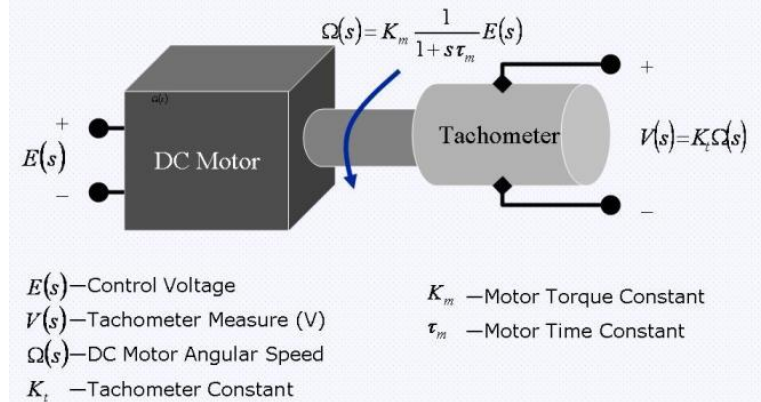 Ω(s)=K_m 1/(1+sτ_m) E(s)
+
E(s)
−
DC Motor
Tachometer
+
V(s)=K_tΩ(s)
−
E(s)—Control Voltage
V(s)—Tachometer Measure (V)
Ω(s)—DC Motor Angular Speed
K_t —Tachometer Constant
K_m —Motor Torque Constant
τ_m —Motor Time Constant